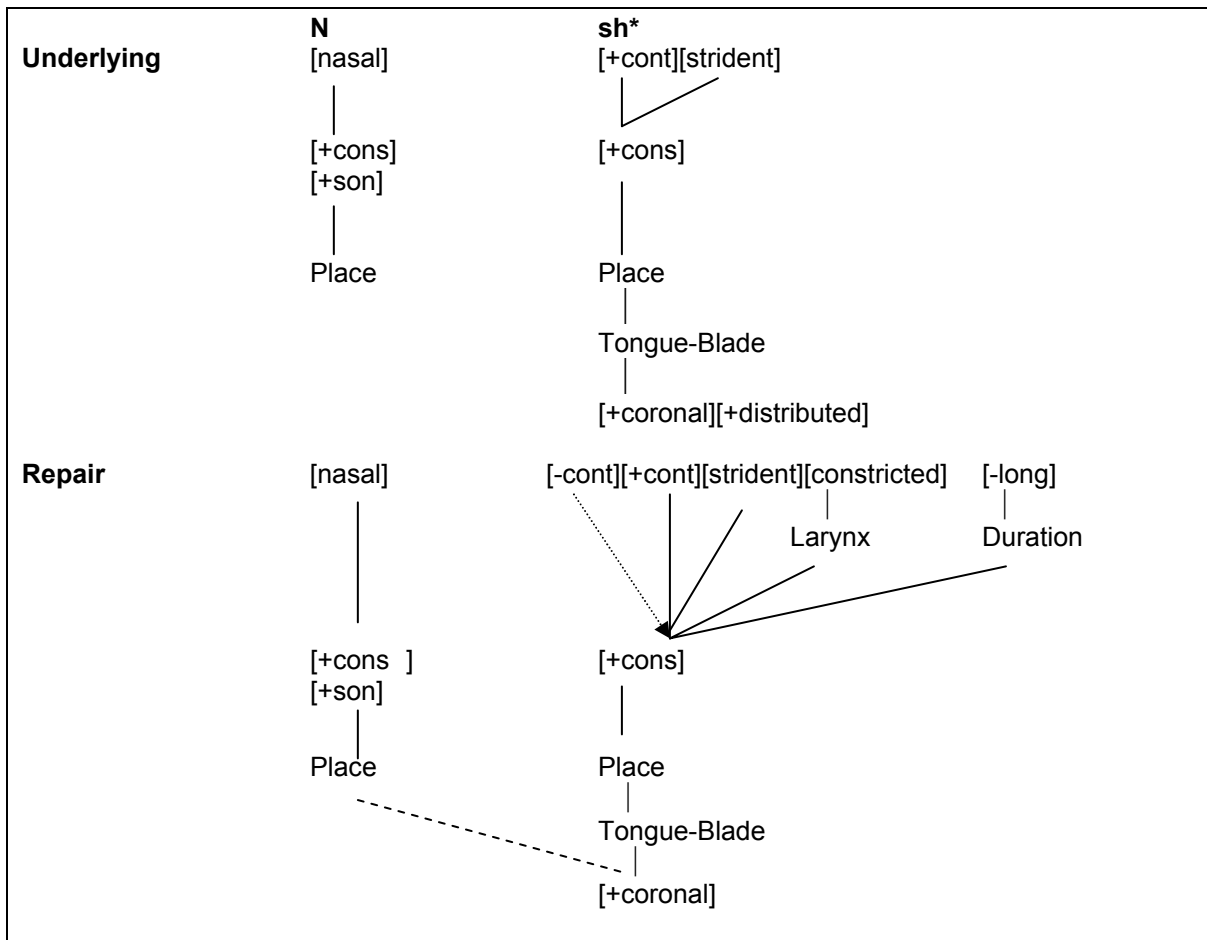 N sh*
Underlying [nasal] [+cont][strident]
[+cons] [+cons]
[+son]
Place Place
Tongue-Blade
[+coronal][+distributed]
Repair [nasal] [-cont][+cont][strident][constricted] [-long]
Larynx Duration
[+cons ] [+cons]
[+son]
Place Place
Tongue-Blade
[+coronal]